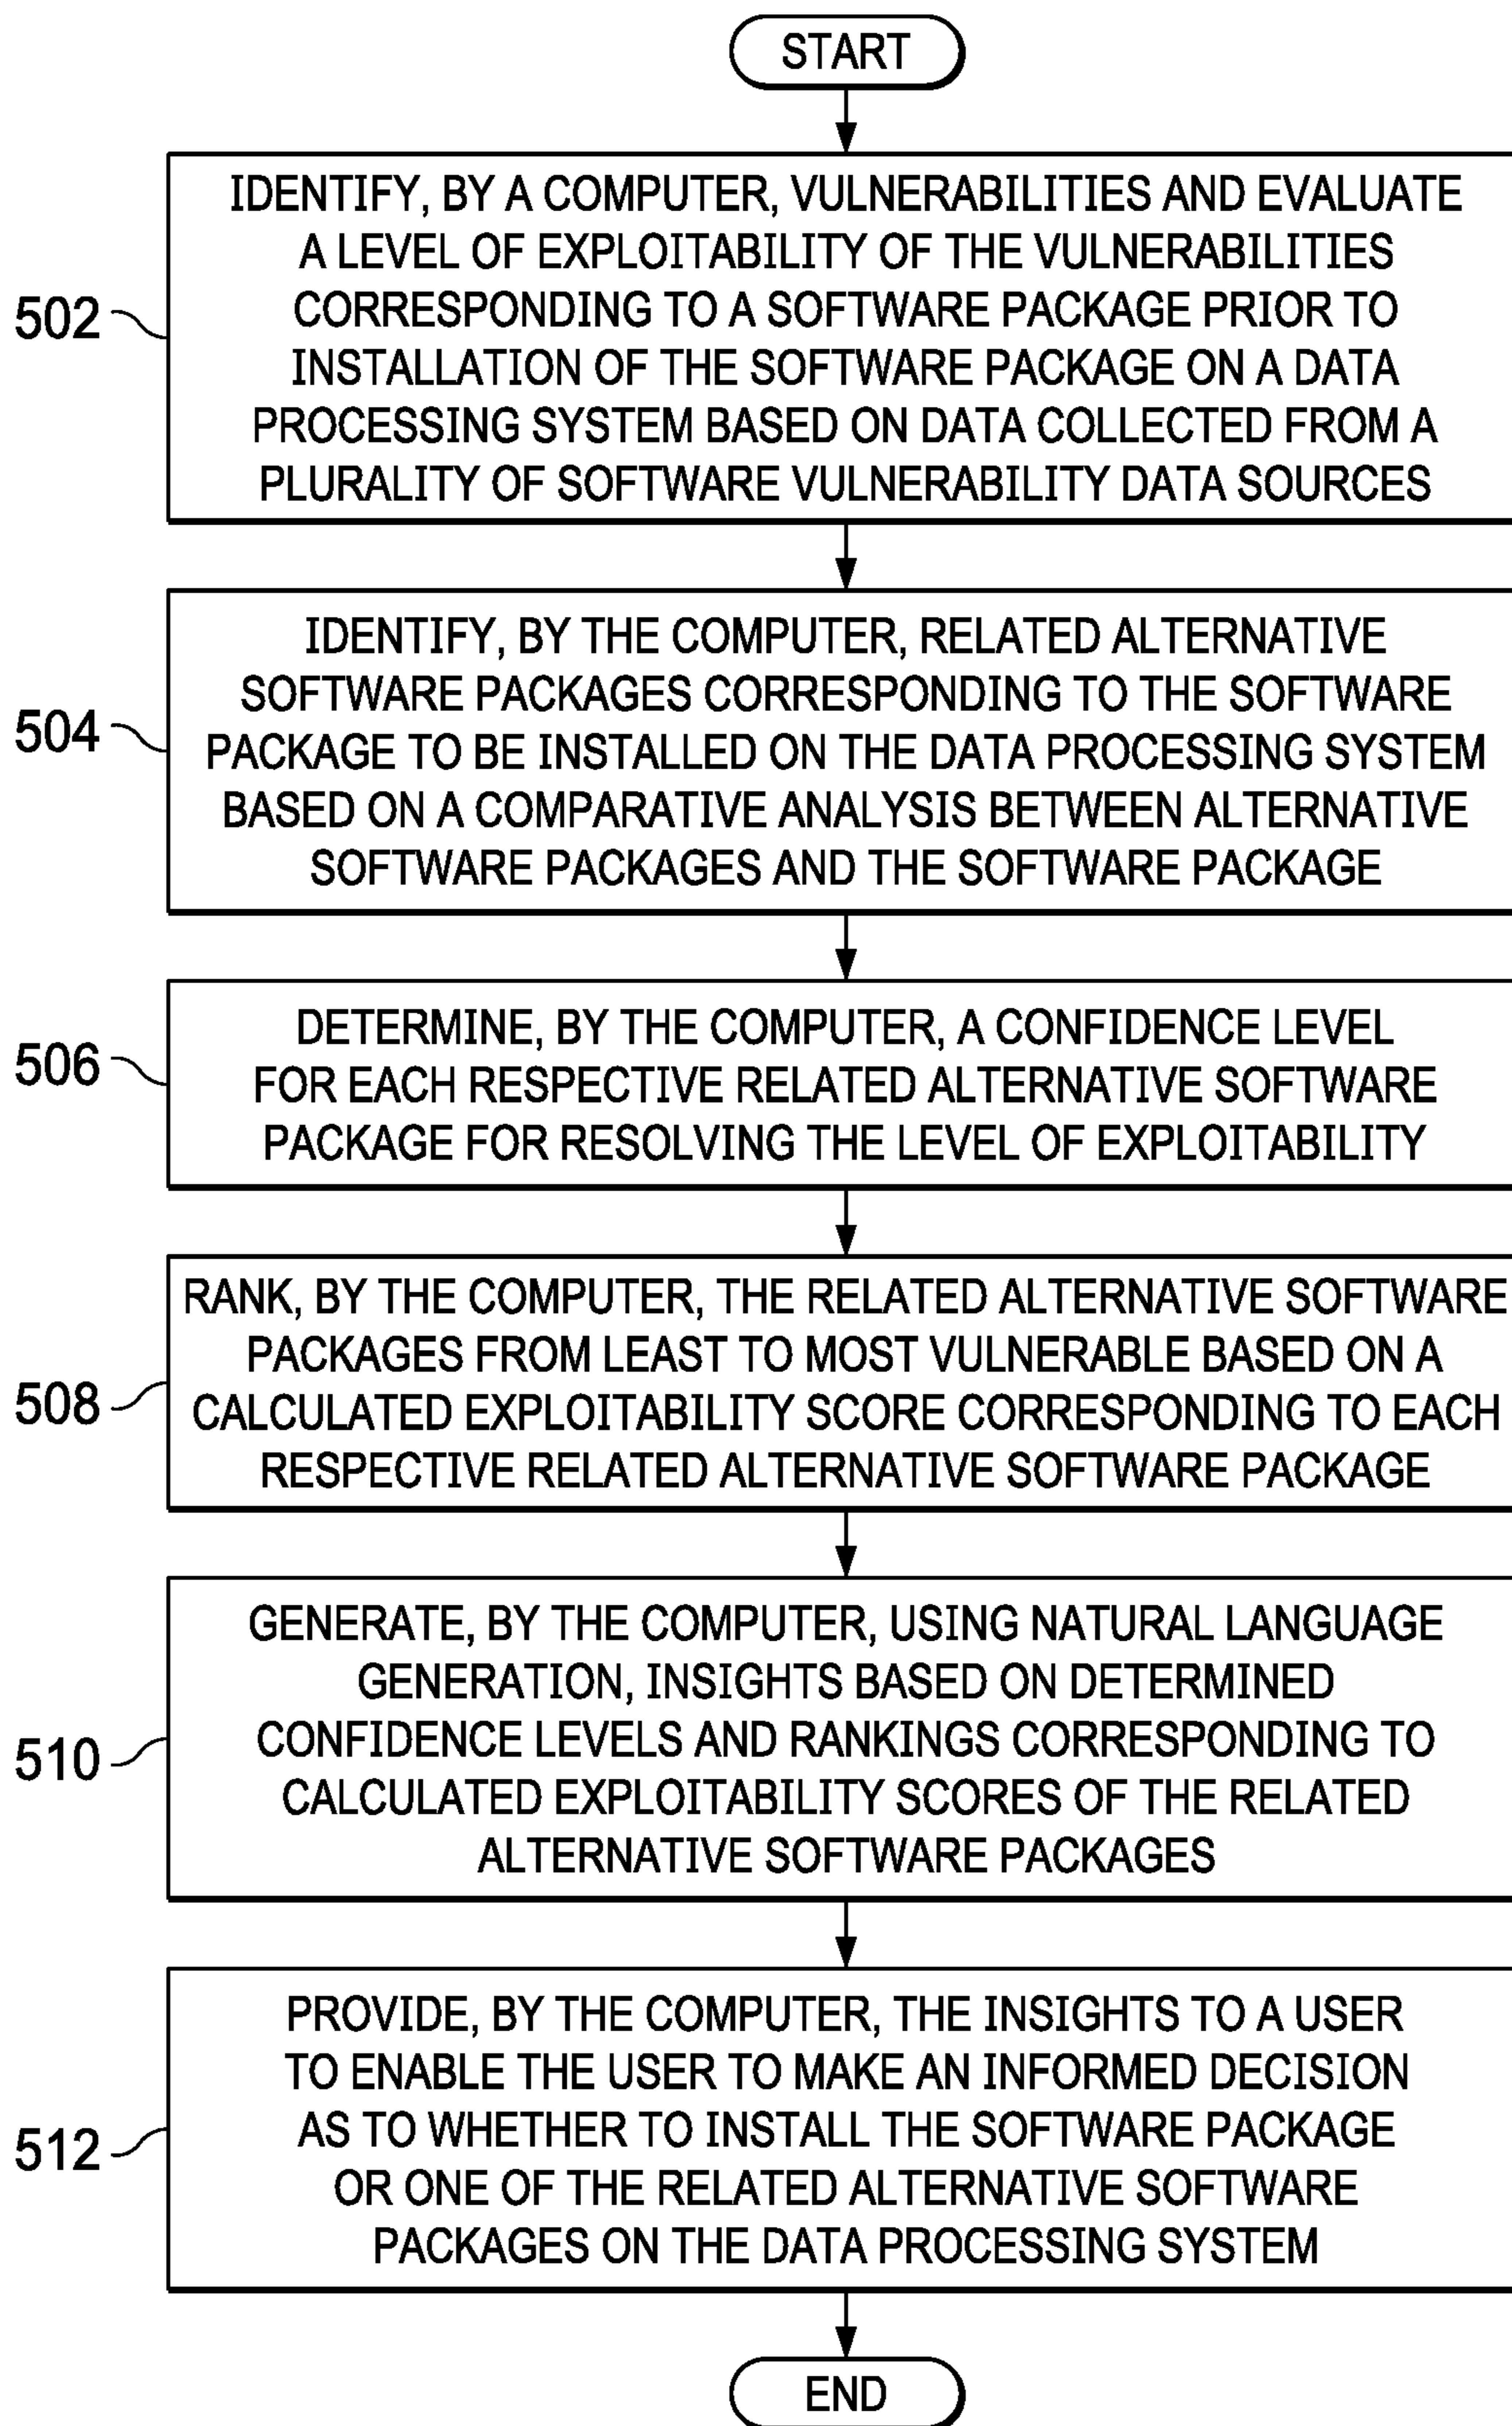 START
IDENTIFY, BY A COMPUTER, VULNERABILITIES AND EVALUATE
A LEVEL OF EXPLOITABILITY OF THE VULNERABILITIES
CORRESPONDING TO A SOFTWARE PACKAGE PRIOR TO
INSTALLATION OF THE SOFTWARE PACKAGE ON A DATA
PROCESSING SYSTEM BASED ON DATA COLLECTED FROM A
PLURALITY OF SOFTWARE VULNERABILITY DATA SOURCES
502
IDENTIFY, BY THE COMPUTER, RELATED ALTERNATIVE
SOFTWARE PACKAGES CORRESPONDING TO THE SOFTWARE
PACKAGE TO BE INSTALLED ON THE DATA PROCESSING SYSTEM
BASED ON A COMPARATIVE ANALYSIS BETWEEN ALTERNATIVE
SOFTWARE PACKAGES AND THE SOFTWARE PACKAGE
504
DETERMINE, BY THE COMPUTER, A CONFIDENCE LEVEL
FOR EACH RESPECTIVE RELATED ALTERNATIVE SOFTWARE
PACKAGE FOR RESOLVING THE LEVEL OF EXPLOITABILITY
506
RANK, BY THE COMPUTER, THE RELATED ALTERNATIVE SOFTWARE
PACKAGES FROM LEAST TO MOST VULNERABLE BASED ON A
CALCULATED EXPLOITABILITY SCORE CORRESPONDING TO EACH
RESPECTIVE RELATED ALTERNATIVE SOFTWARE PACKAGE
508
GENERATE, BY THE COMPUTER, USING NATURAL LANGUAGE
GENERATION, INSIGHTS BASED ON DETERMINED
CONFIDENCE LEVELS AND RANKINGS CORRESPONDING TO
CALCULATED EXPLOITABILITY SCORES OF THE RELATED
ALTERNATIVE SOFTWARE PACKAGES
510
PROVIDE, BY THE COMPUTER, THE INSIGHTS TO A USER
TO ENABLE THE USER TO MAKE AN INFORMED DECISION
AS TO WHETHER TO INSTALL THE SOFTWARE PACKAGE
OR ONE OF THE RELATED ALTERNATIVE SOFTWARE
PACKAGES ON THE DATA PROCESSING SYSTEM
512
END